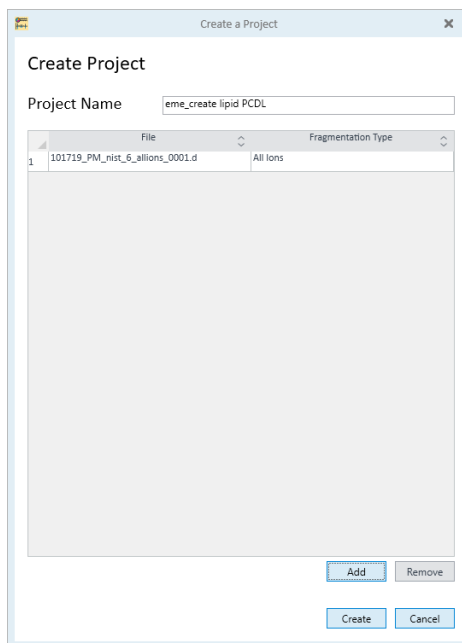 Create a Project
Create Project
Project Name eme_create lipid PCDL
File Fragmentation Type
1 101719_PM_nist_6_allions_0001.d All Ions
Add Remove
Create Cancel